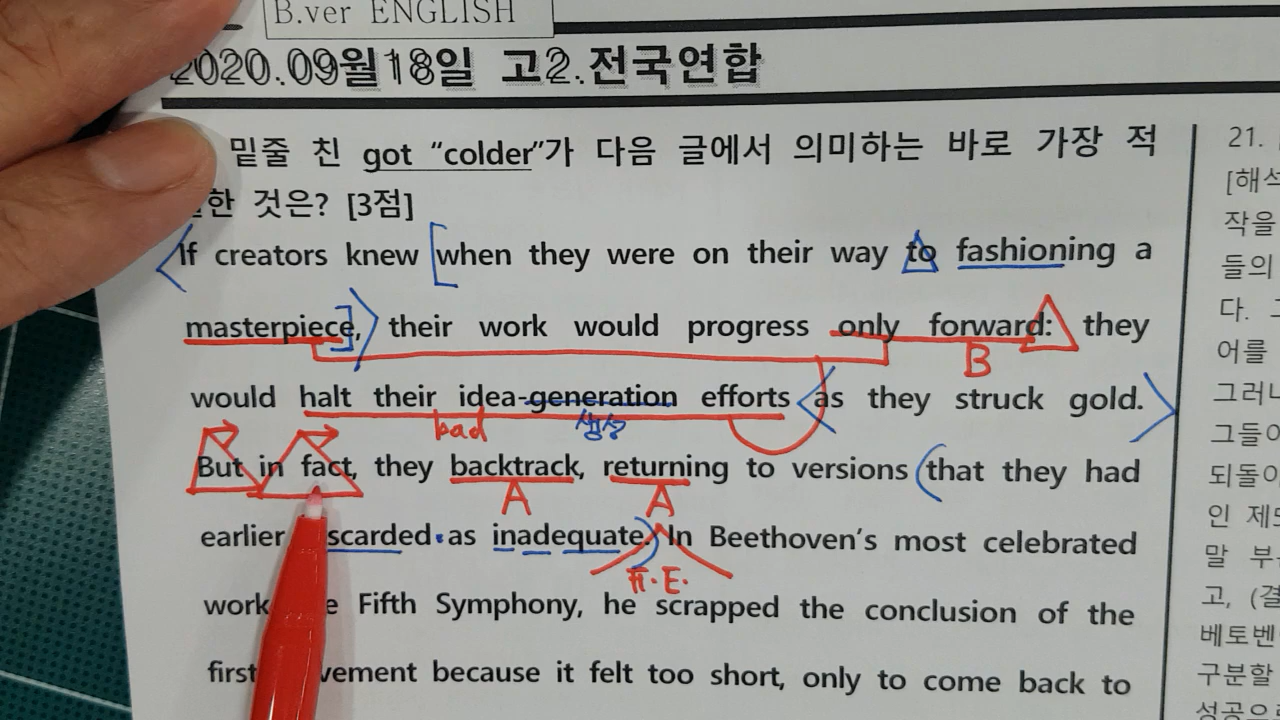 B.ver ENGLISH
2020.09월18일 고2.전국연합
밑줄 친 got “colder”가 다음 글에서 의미하는 바로 가장 적
한 것은? [3점]
If creators knew when they were on their way to fashioning a
masterpiece, their work would progress only forward: they
B
would halt their idea-generation efforts as they struck gold.
bad 생성
But in fact, they backtrack, returning to versions that they had
A A
earlier scarded as inadequate. In Beethoven’s most celebrated
F.E.
work Fifth Symphony, he scrapped the conclusion of the
first vement because it felt too short, only to come back to
21.
[해석
작을
들의
다.
어를
그러나
그들이
되돌아
인
말 부
고, (결
베토벤
구분할
성공으로